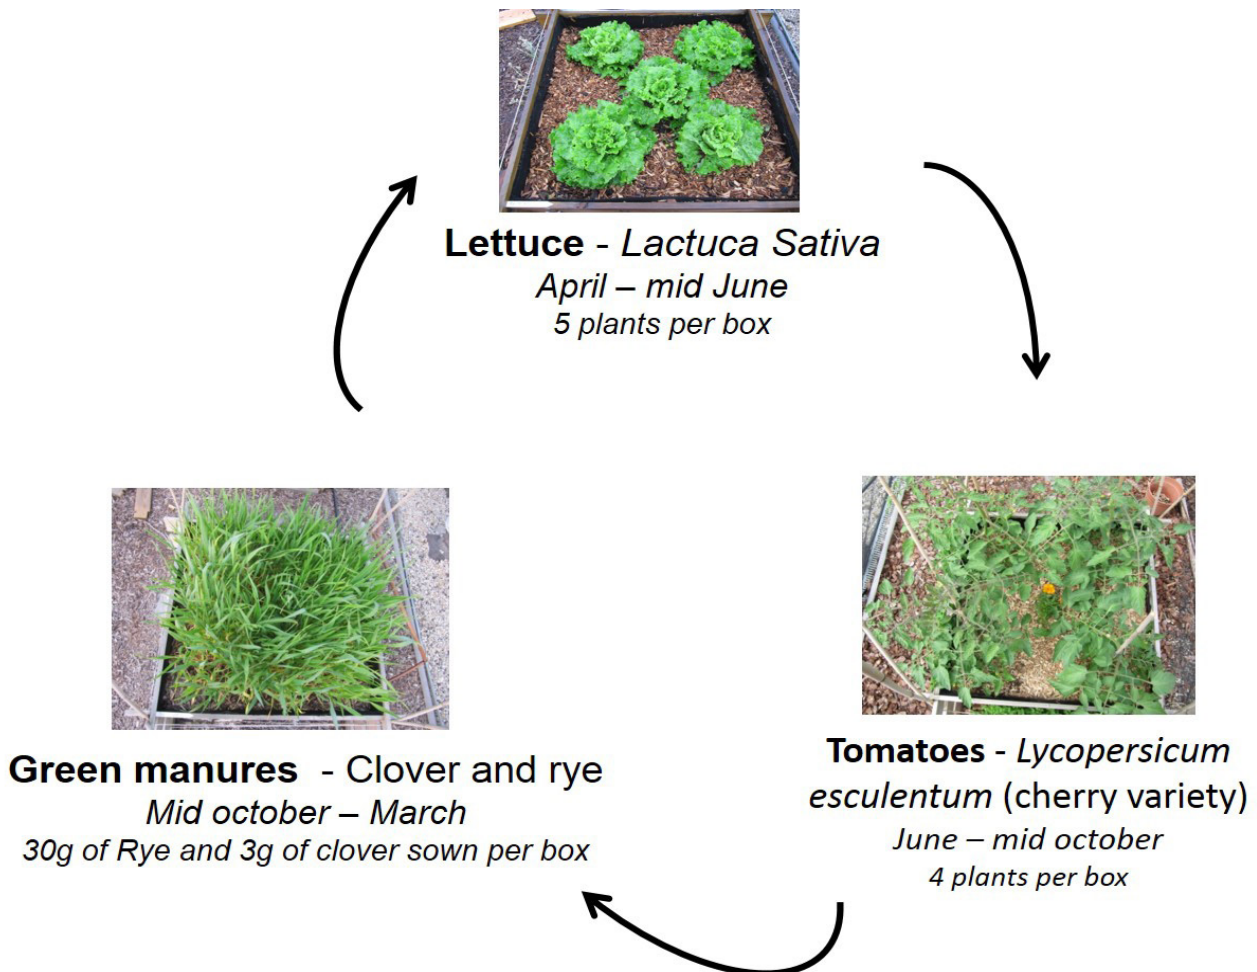 Lettuce - Lactuca Sativa
April – mid June
5 plants per box
Green manures - Clover and rye
Mid october – March
30g of Rye and 3g of clover sown per box
Tomatoes - Lycopersicum
esculentum (cherry variety)
June – mid october
4 plants per box